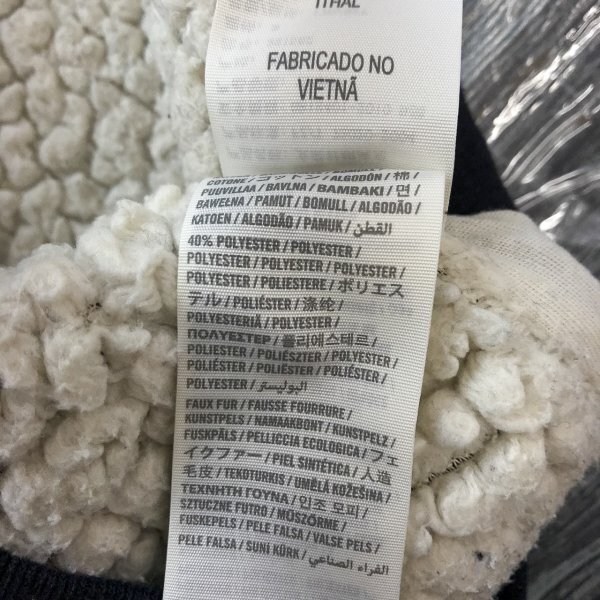 ITHAL
FABRICADO NO
VIETNÃ
COTONE / コットン / ALGODÓN / 棉 /
PUUVILLAA / BAVLNA / ΒΑΜΒΑΚΙ / 면 /
BAWEŁNA / PAMUT / BOMULL / ALGODÃO /
KATOEN / ALGODÃO / PAMUK / القطن
40% POLYESTER / POLYESTER /
POLYESTER / POLYESTER / POLYESTER /
POLYESTER / POLIESTERE / ポリエス
テル / POLIÉSTER / 涤纶 /
POLYESTERIÄ / POLYESTER /
ΠΟΛΥΕΣΤΕΡ / 폴리에스테르 /
POLIESTER / POLIÉSZTER / POLYESTER /
POLIÉSTER / POLYESTER / POLIÉSTER /
POLYESTER / البوليستر
FAUX FUR / FAUSSE FOURRURE /
KUNSTPELS / NAMAAKBONT / KUNSTPELZ /
FUSKPÄLS / PELLICCIA ECOLOGICA / フェ
イクファー / PIEL SINTÉTICA / 人造
毛皮 / TEKOTURKIS / UMĚLÁ KOŽEŠINA /
ΤΕΧΝΗΤΗ ΓΟΥΝΑ / 인조 모피 /
SZTUCZNE FUTRO / MŰSZŐRME /
FUSKEPELS / PELE FALSA / VALSE PELS /
PELE FALSA / SUNI KÜRK / الفراء الصناعي